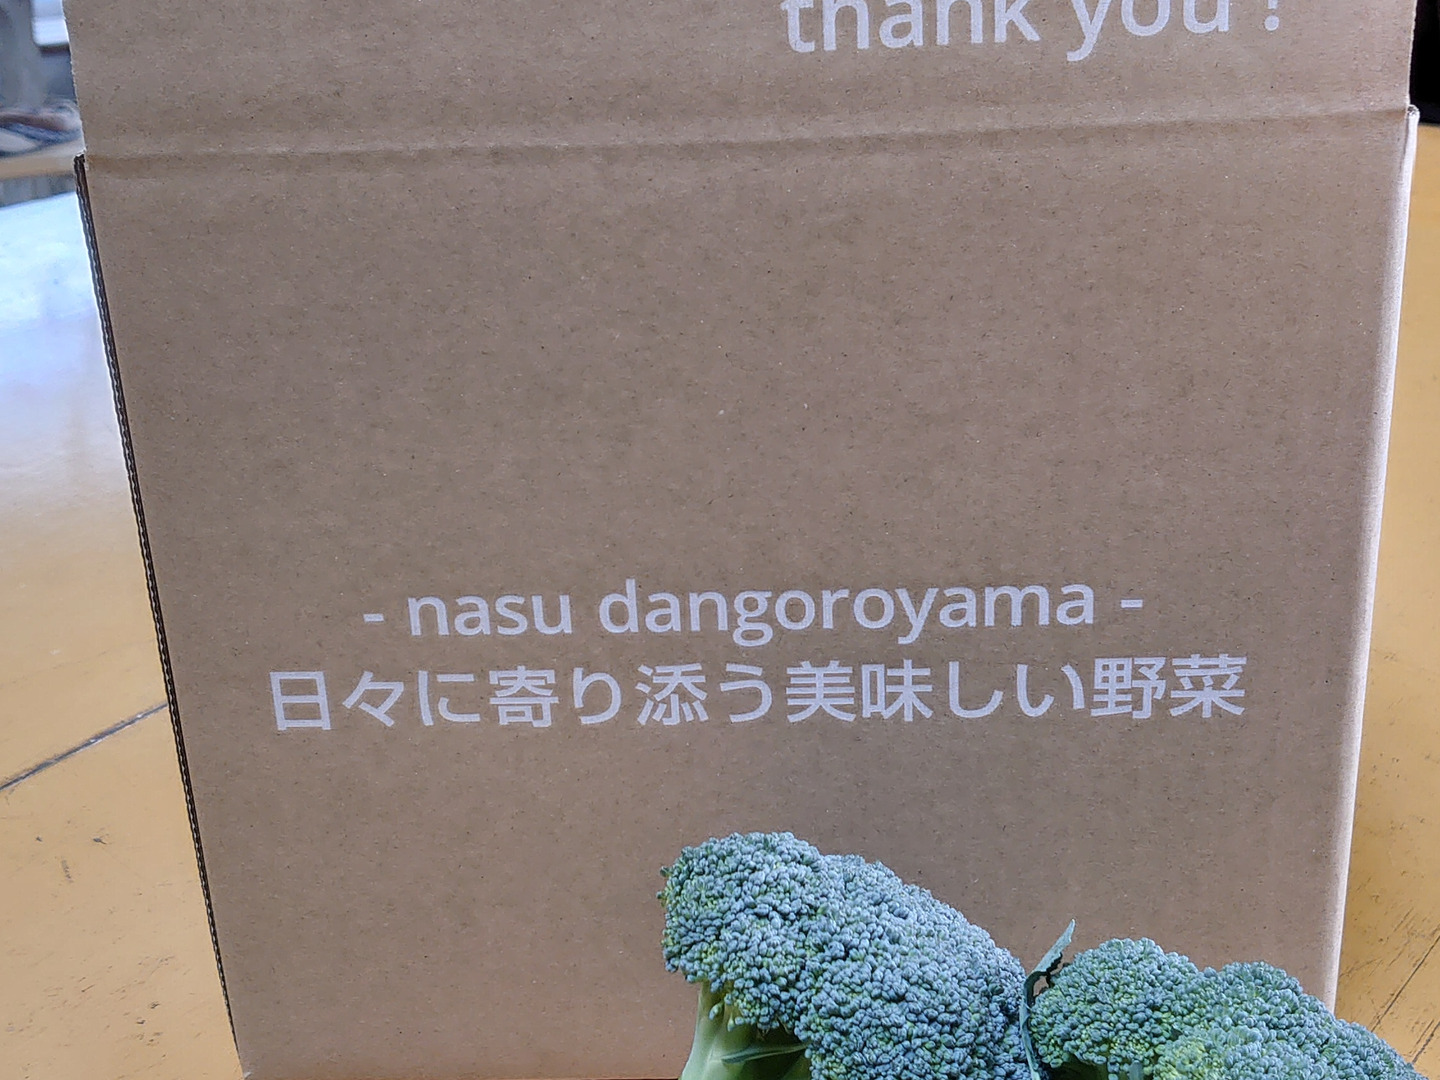 thank you !
- nasu dangoroyama -
日々に寄り添う美味しい野菜